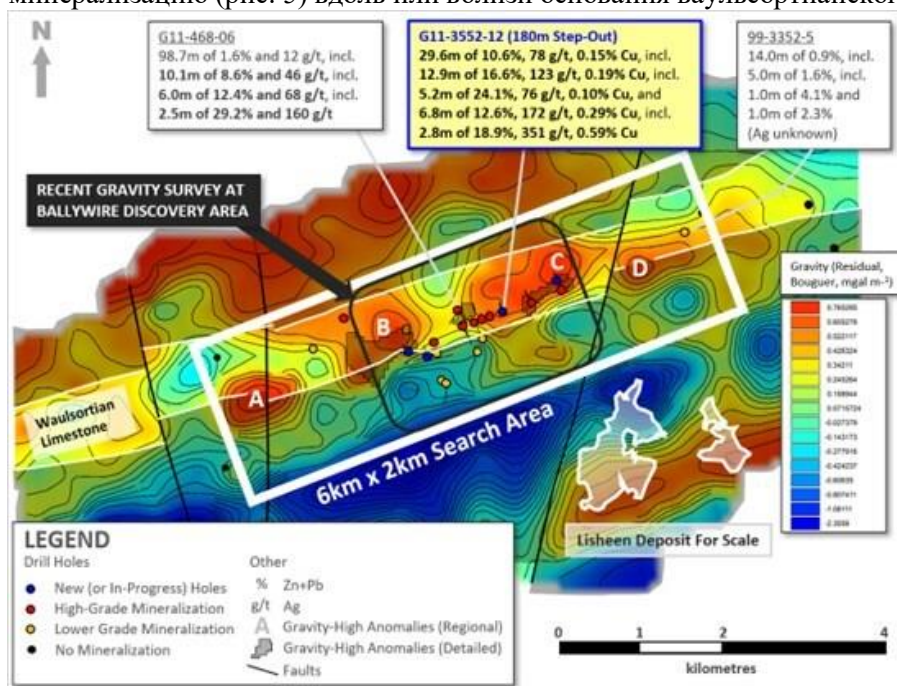 минерализацию (рис. 5) вдоль или вблизи основания ваульсортианского
N
G11-468-06
98.7m of 1.6% and 12 g/t, incl.
10.1m of 8.6% and 46 g/t, incl.
6.0m of 12.4% and 68 g/t, incl.
2.5m of 29.2% and 160 g/t
G11-3552-12 (180m Step-Out)
29.6m of 10.6%, 78 g/t, 0.15% Cu, incl.
12.9m of 16.6%, 123 g/t, 0.19% Cu, incl.
5.2m of 24.1%, 76 g/t, 0.10% Cu, and
6.8m of 12.6%, 172 g/t, 0.29% Cu, incl.
2.8m of 18.9%, 351 g/t, 0.59% Cu
99-3352-5
14.0m of 0.9%, incl.
5.0m of 1.6%, incl.
1.0m of 4.1% and
1.0m of 2.3%
(Ag unknown)
RECENT GRAVITY SURVEY AT
BALLYWIRE DISCOVERY AREA
A
B
C
D
Waulsortian
Limestone
6km x 2km Search Area
Gravity (Residual,
Bouguer, mgal m⁻²)
Lisheen Deposit For Scale
LEGEND
Drill Holes
New (or In-Progress) Holes
High-Grade Mineralization
Lower Grade Mineralization
No Mineralization
Other
% Zn+Pb
g/t Ag
A Gravity-High Anomalies (Regional)
Gravity-High Anomalies (Detailed)
Faults
0 1 2 4
kilometres